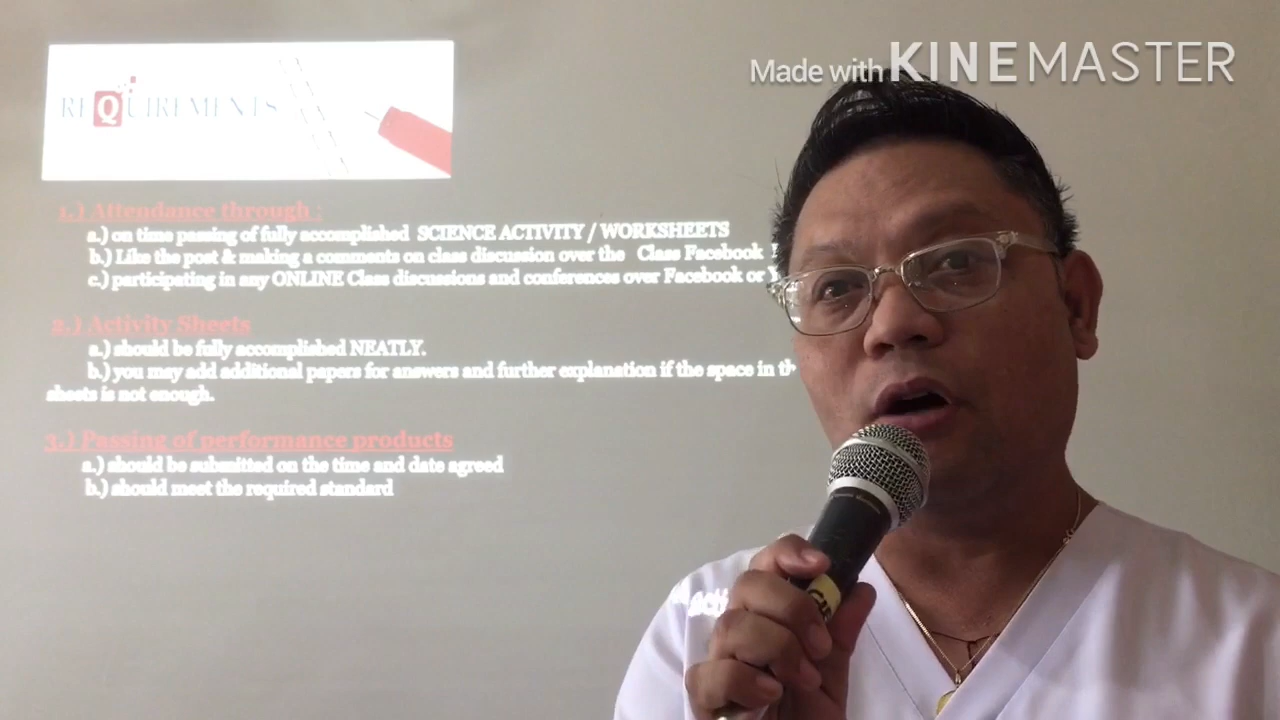 Made with KINEMASTER
REQUIREMENTS
1.) Attendance through :
a.) on time passing of fully accomplished SCIENCE ACTIVITY / WORKSHEETS
b.) Like the post & making a comments on class discussion over the Class Facebook
c.) participating in any ONLINE Class discussions and conferences over Facebook or
2.) Activity Sheets
a.) should be fully accomplished NEATLY.
b.) you may add additional papers for answers and further explanation if the space in
sheets is not enough.
3.) Passing of performance products
a.) should be submitted on the time and date agreed
b.) should meet the required standard